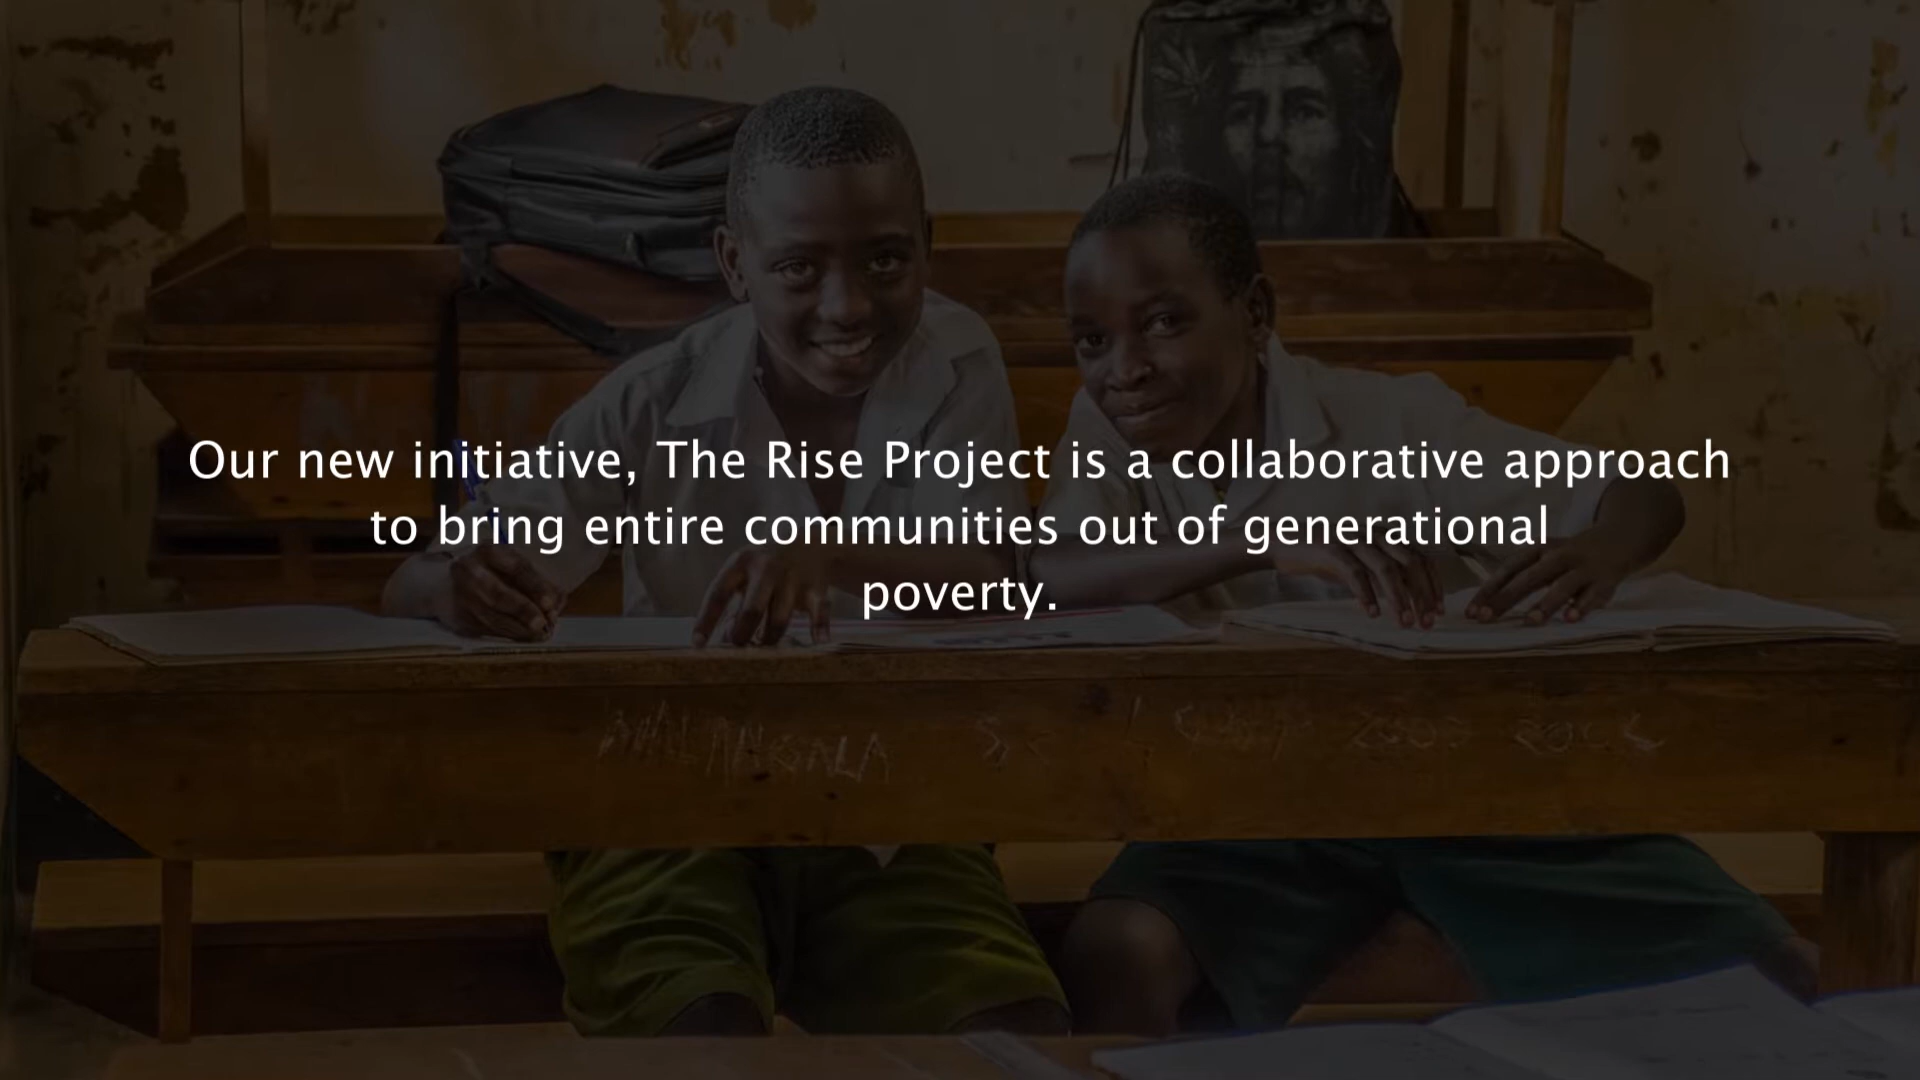 Our new initiative, The Rise Project is a collaborative approach
to bring entire communities out of generational
poverty.